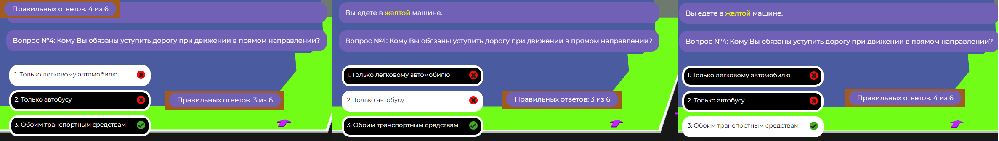 Правильных ответов: 4 из 6
Вопрос №4: Кому Вы обязаны уступить дорогу при движении в прямом направлении?
1. Только легковому автомобилю
2. Только автобусу
Правильных ответов: 3 из 6
3. Обоим транспортным средствам
Вы едете в желтой машине.
Вопрос №4: Кому Вы обязаны уступить дорогу при движении в прямом направлении?
1. Только легковому автомобилю
2. Только автобусу
Правильных ответов: 3 из 6
3. Обоим транспортным средствам
Вы едете в желтой машине.
Вопрос №4: Кому Вы обязаны уступить дорогу при движении в прямом направлении?
1. Только легковому автомобилю
2. Только автобусу
Правильных ответов: 4 из 6
3. Обоим транспортным средствам